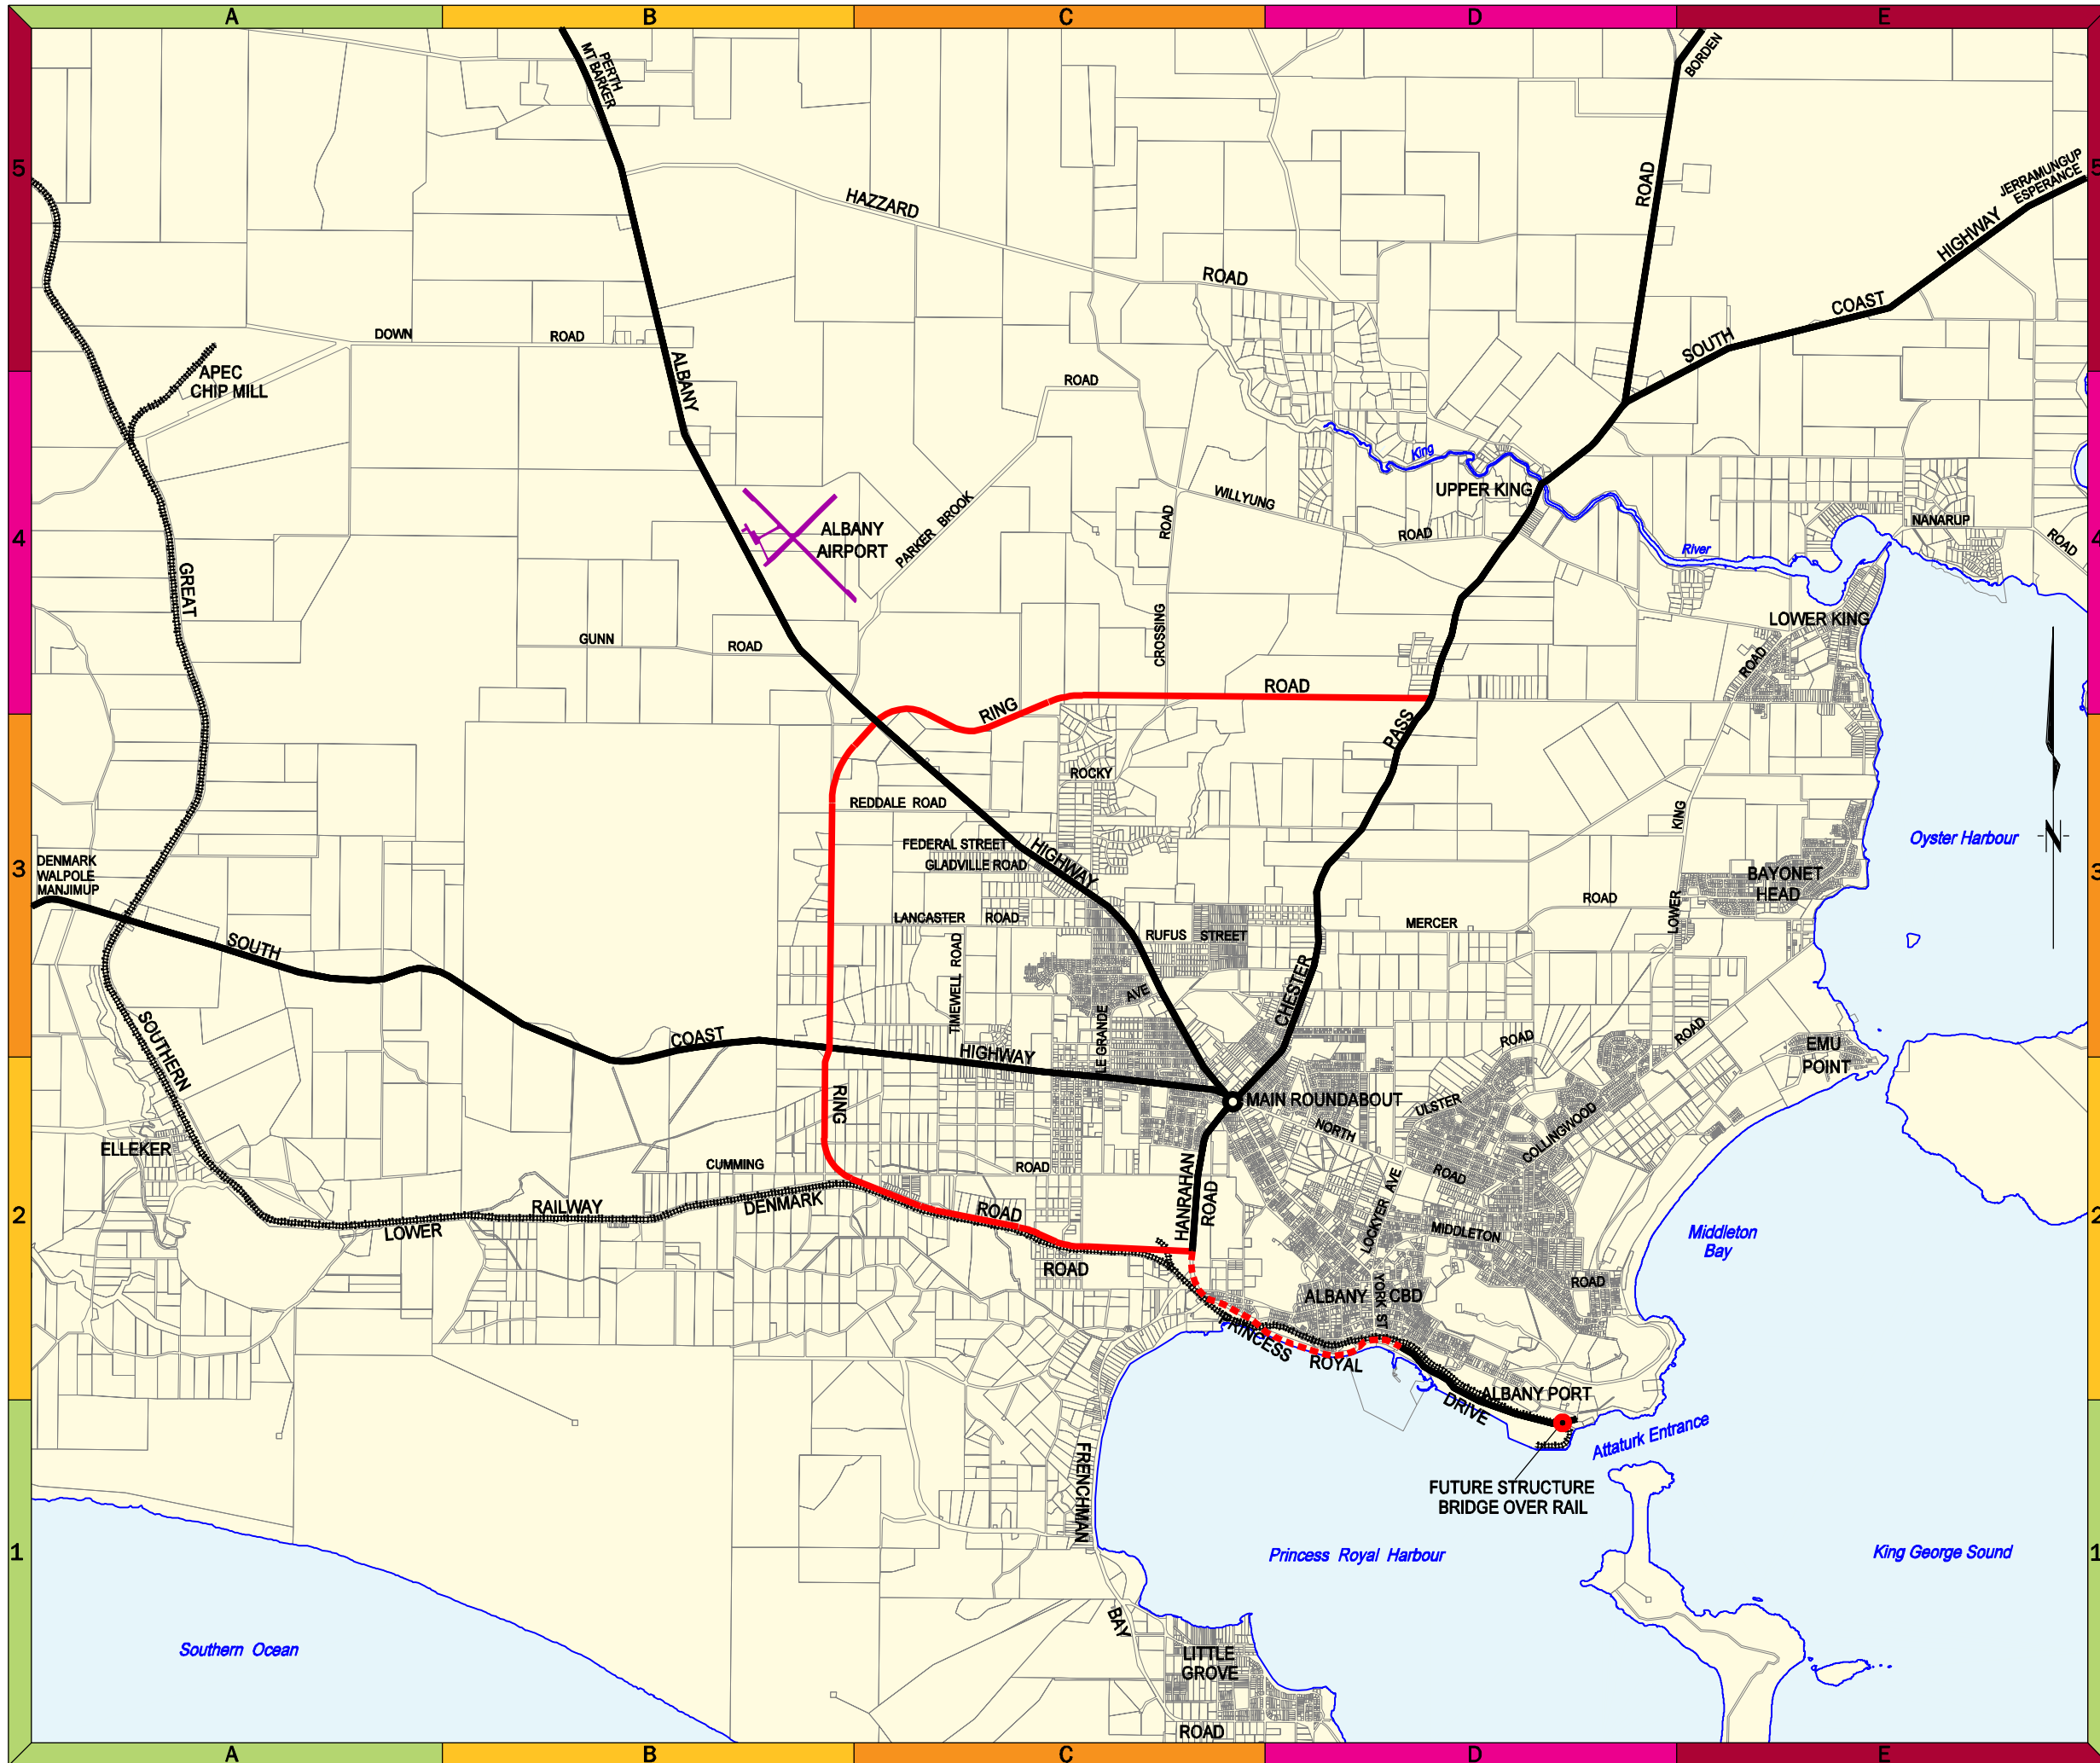 A B C D E
PERTH
MT BARKER
BORDEN
5 5
ROAD
JERRAMUNGUP
ESPERANCE
HIGHWAY
HAZZARD
ROAD
COAST
SOUTH
DOWN ROAD
ALBANY
APEC
CHIP MILL
ROAD
King
UPPER KING
WILLYUNG
ROAD
PARKER BROOK
ROAD
NANARUP
ROAD
4 4
ALBANY
AIRPORT
River
GREAT
LOWER KING
GUNN ROAD
CROSSING
ROAD
RING
ROAD
PASS
ROCKY
REDDALE ROAD
KING
Oyster Harbour
N
FEDERAL STREET
GLADVILLE ROAD
HIGHWAY
3 3
DENMARK
WALPOLE
MANJIMUP
BAYONET
HEAD
LANCASTER ROAD
MERCER
ROAD
LOWER
RUFUS STREET
SOUTH
TIMEWELL ROAD
AVE
LE GRANDE
CHESTER
SOUTHERN
COAST
HIGHWAY
ROAD
ROAD
EMU
POINT
RING
MAIN ROUNDABOUT
ULSTER
NORTH
COLLINGWOOD
ELLEKER
CUMMING
ROAD
HANRAHAN
ROAD
LOCKYER AVE
ROAD
2 2
RAILWAY
DENMARK
ROAD
LOWER
MIDDLETON
Middleton
Bay
ROAD
ROAD
ALBANY CBD
YORK ST
PRINCESS
ROYAL
DRIVE
ALBANY PORT
Attaturk Entrance
FRENCHMAN
FUTURE STRUCTURE
BRIDGE OVER RAIL
1 1
Princess Royal Harbour
King George Sound
BAY
Southern Ocean
LITTLE
GROVE
ROAD
A B C D E